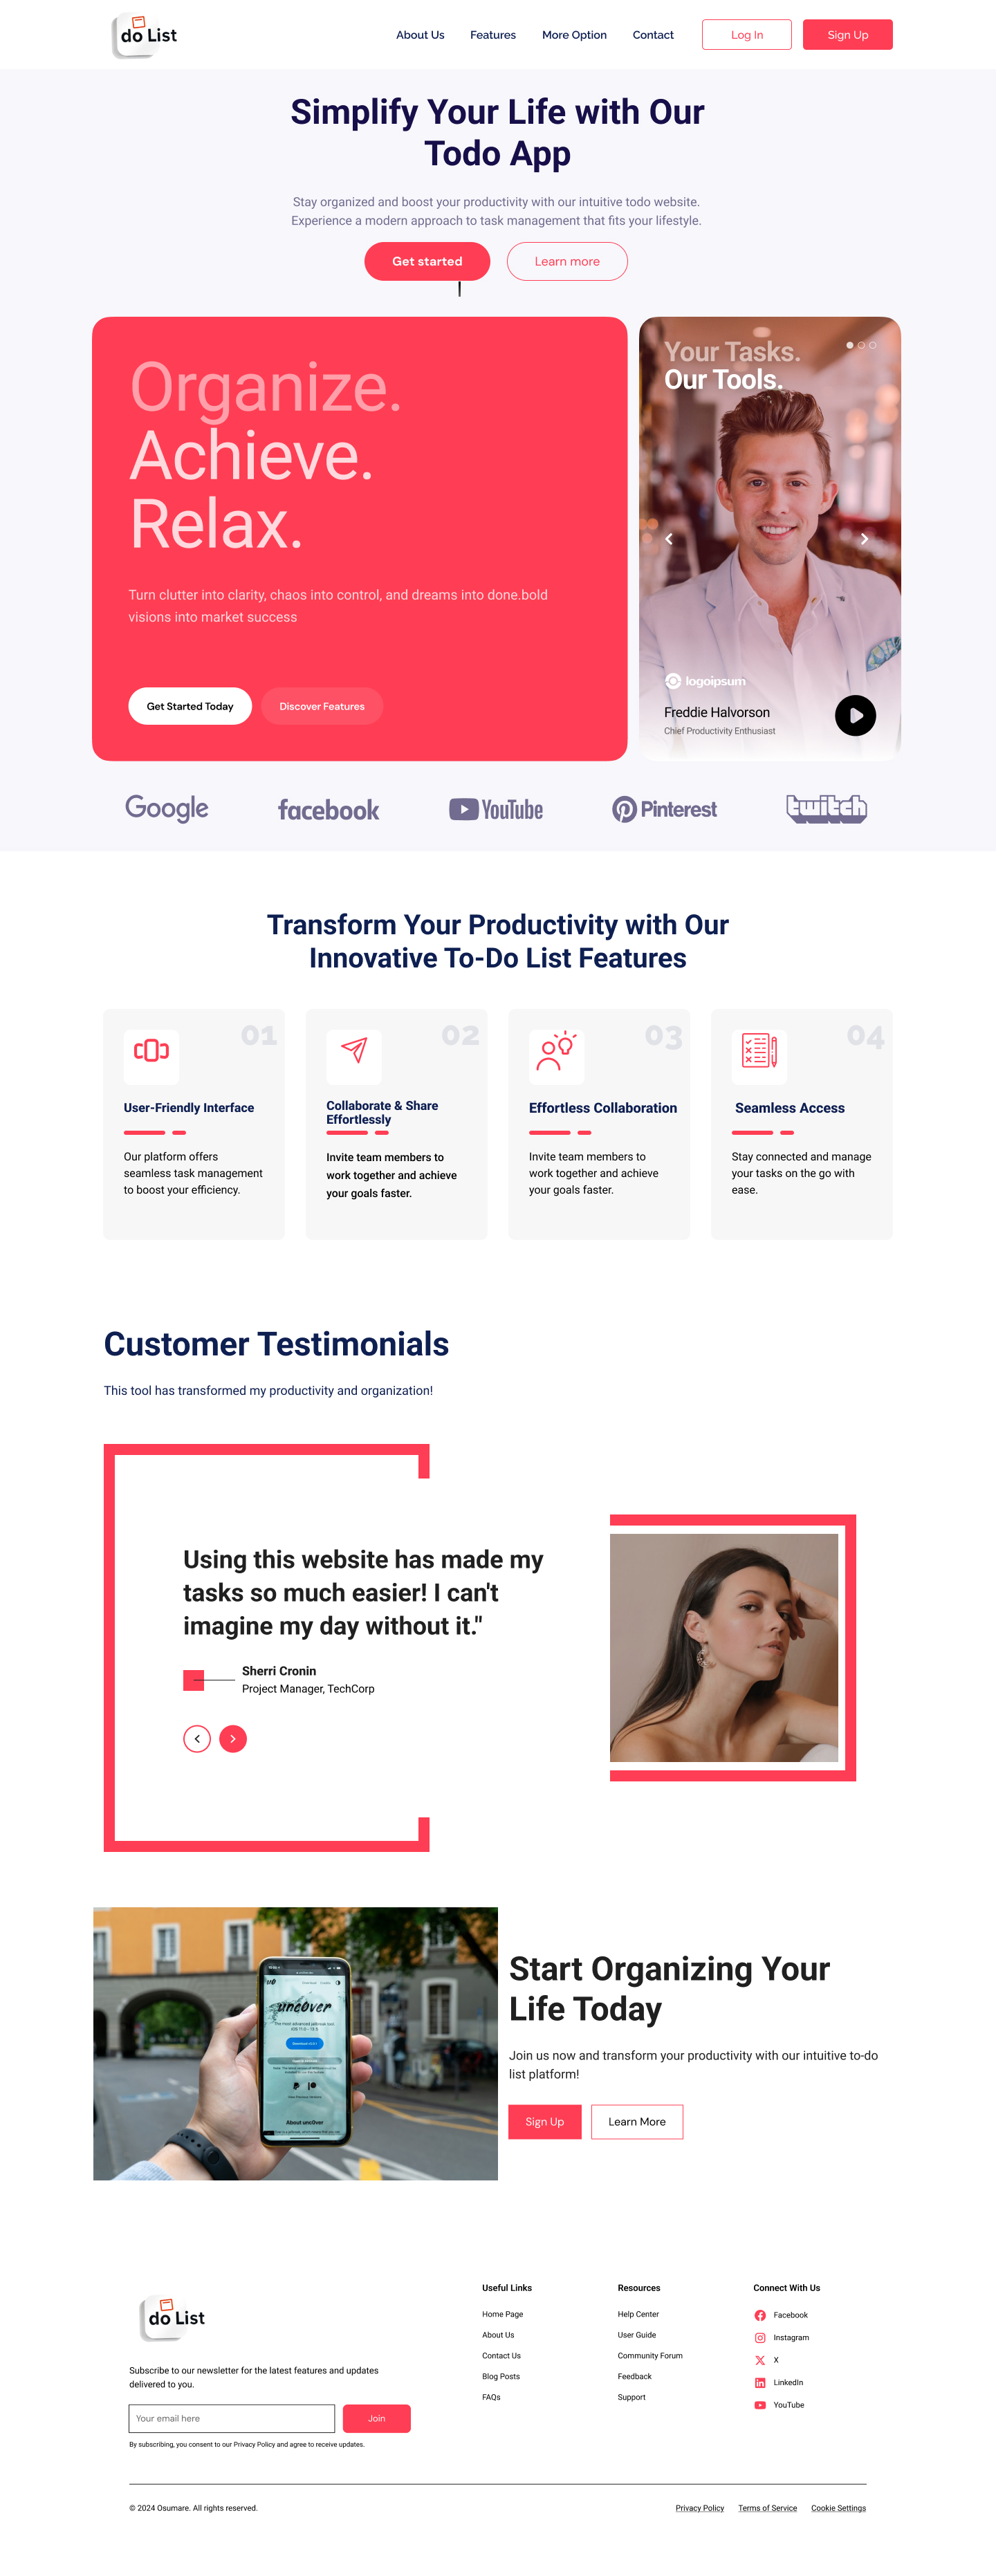 do List
About Us
Features
More Option
Contact
Log In
Sign Up
Simplify Your Life with Our
Todo App
Stay organized and boost your productivity with our intuitive todo website.
Experience a modern approach to task management that fits your lifestyle.
Get started
Learn more
Organize.
Achieve.
Relax.
Turn clutter into clarity, chaos into control, and dreams into done.bold
visions into market success
Get Started Today
Discover Features
Your Tasks.
Our Tools.
logoipsum
Freddie Halvorson
Chief Productivity Enthusiast
Google
facebook
YouTube
Pinterest
twitch
Transform Your Productivity with Our
Innovative To-Do List Features
01
User-Friendly Interface
Our platform offers
seamless task management
to boost your efficiency.
02
Collaborate & Share
Effortlessly
Invite team members to
work together and achieve
your goals faster.
03
Effortless Collaboration
Invite team members to
work together and achieve
your goals faster.
04
Seamless Access
Stay connected and manage
your tasks on the go with
ease.
Customer Testimonials
This tool has transformed my productivity and organization!
Using this website has made my
tasks so much easier! I can't
imagine my day without it."
Sherri Cronin
Project Manager, TechCorp
unc0ver
The most advanced jailbreak tool
About unc0ver
Start Organizing Your
Life Today
Join us now and transform your productivity with our intuitive to-do
list platform!
Sign Up
Learn More
do List
Subscribe to our newsletter for the latest features and updates
delivered to you.
Your email here
Join
By subscribing, you consent to our Privacy Policy and agree to receive updates.
Useful Links
Home Page
About Us
Contact Us
Blog Posts
FAQs
Resources
Help Center
User Guide
Community Forum
Feedback
Support
Connect With Us
Facebook
Instagram
X
LinkedIn
YouTube
© 2024 Osumare. All rights reserved.
Privacy Policy
Terms of Service
Cookie Settings